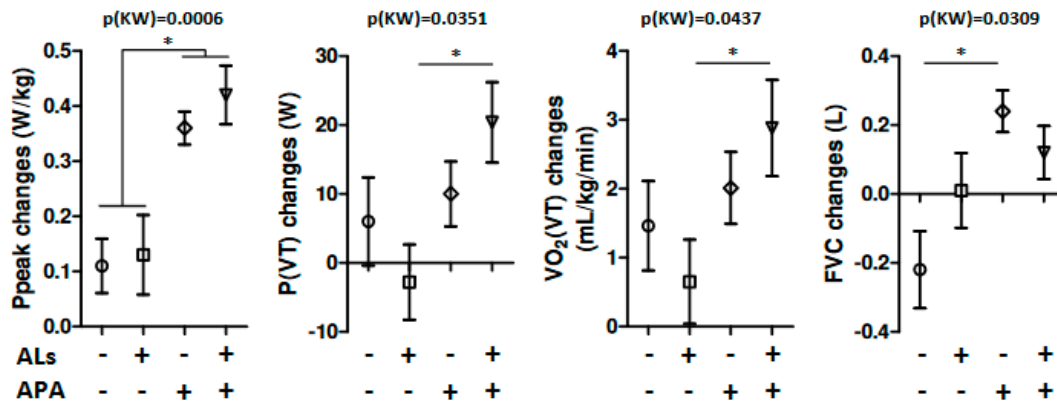 p(KW)=0.0006
*
Ppeak changes (W/kg)
0.5
0.4
0.3
0.2
0.1
0.0
p(KW)=0.0351
*
P(VT) changes (W)
30
20
10
0
-10
p(KW)=0.0437
*
VO₂(VT) changes
(mL/kg/min)
4
3
2
1
0
p(KW)=0.0309
*
FVC changes (L)
0.4
0.2
0.0
-0.2
-0.4
ALs - + - + - + - + - + - + - + - +
APA - - + + - - + + - - + + - - + +